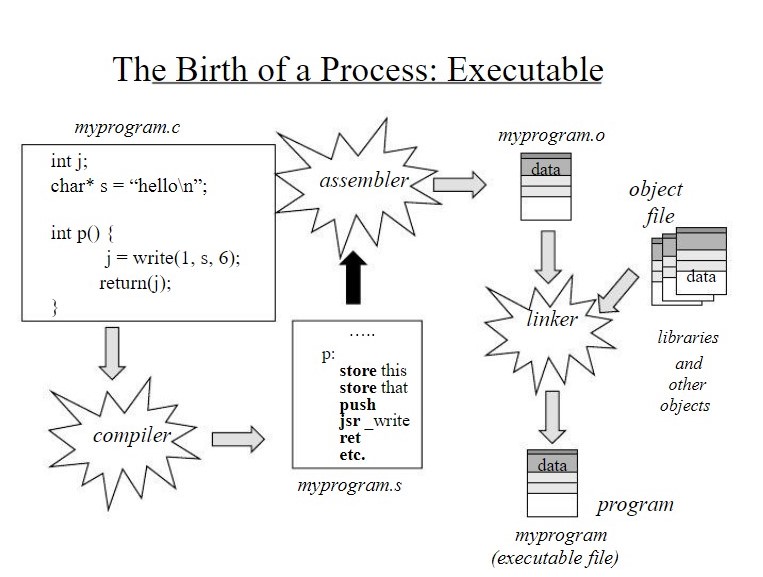 The Birth of a Process: Executable
myprogram.c
int j;
char* s = “hello\n”;
int p() {
j = write(1, s, 6);
return(j);
}
compiler
.....
p:
store this
store that
push
jsr _write
ret
etc.
myprogram.s
assembler
myprogram.o
data
object
file
data
libraries
and
other
objects
linker
data
program
myprogram
(executable file)